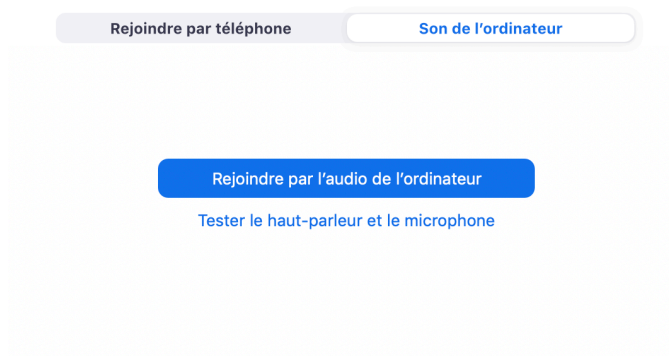 Rejoindre par téléphone
Son de l’ordinateur
Rejoindre par l’audio de l’ordinateur
Tester le haut-parleur et le microphone